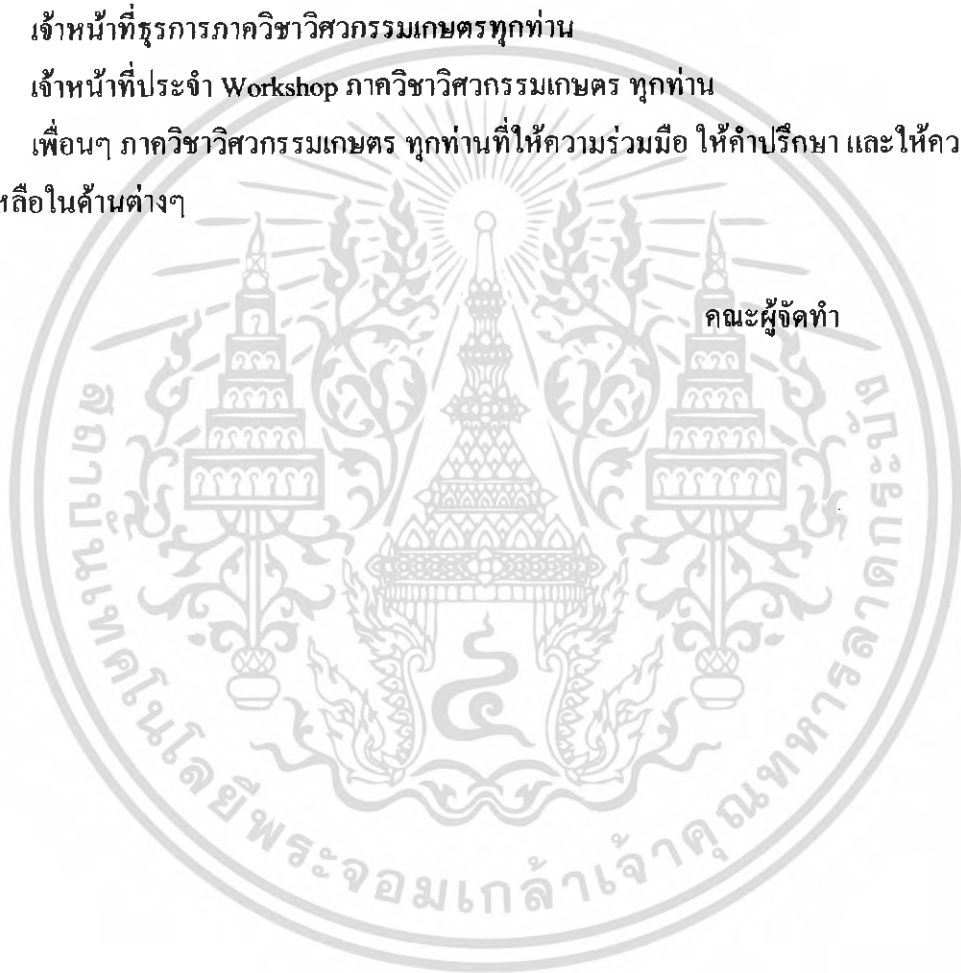 เจ้าหน้าที่ธุรการภาควิชาวิศวกรรมเกษตรทุกท่าน
เจ้าหน้าที่ประจำ Workshop ภาควิชาวิศวกรรมเกษตร ทุกท่าน
เพื่อนๆ ภาควิชาวิศวกรรมเกษตร ทุกท่านที่ให้ความร่วมมือ ให้คำปรึกษา และให้คว
หลือในด้านต่างๆ
คณะผู้จัดทำ
สถาบันเทคโนโลยีพระจอมเกล้าเจ้าคุณทหารลาดกระบัง